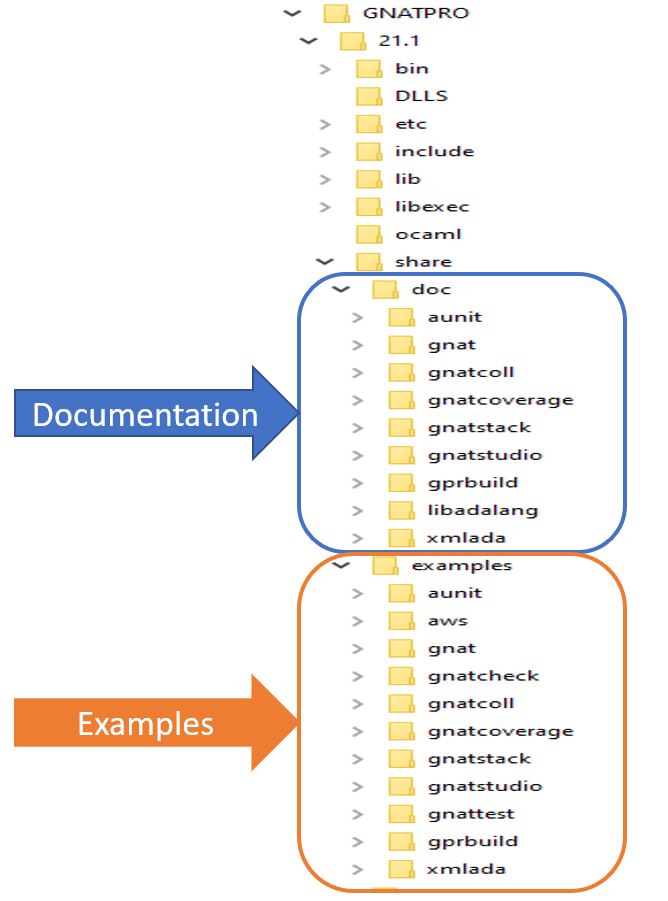 GNATPRO
21.1
bin
DLLS
etc
include
lib
libexec
ocaml
share
doc
aunit
gnat
gnatcoll
Documentation
gnatcoverage
gnatstack
gnatstudio
gprbuild
libadalang
xmlada
examples
aunit
aws
gnat
gnatcheck
gnatcoll
Examples
gnatcoverage
gnatstack
gnatstudio
gnattest
gprbuild
xmlada